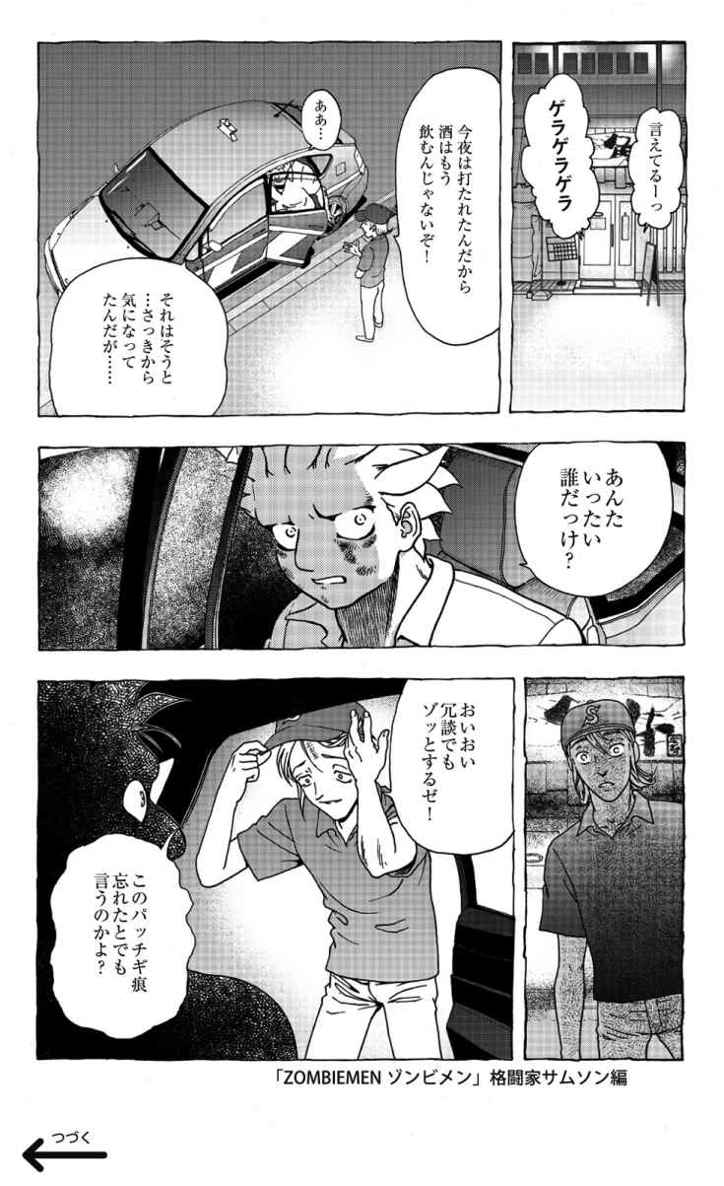 言えてるーっ
ゲラゲラゲラ
今夜は打たれたんだから
酒はもう
飲むんじゃないぞ！
ああ…
それはそうと
…さっきから
気になって
たんだが……
あんた
いったい
誰だっけ？
S
おいおい
冗談でも
ゾッとするゼ！
このパッチギ痕
忘れたとでも
言うのかよ？
「ZOMBIEMEN ゾンビメン」格闘家サムソン編
つづく